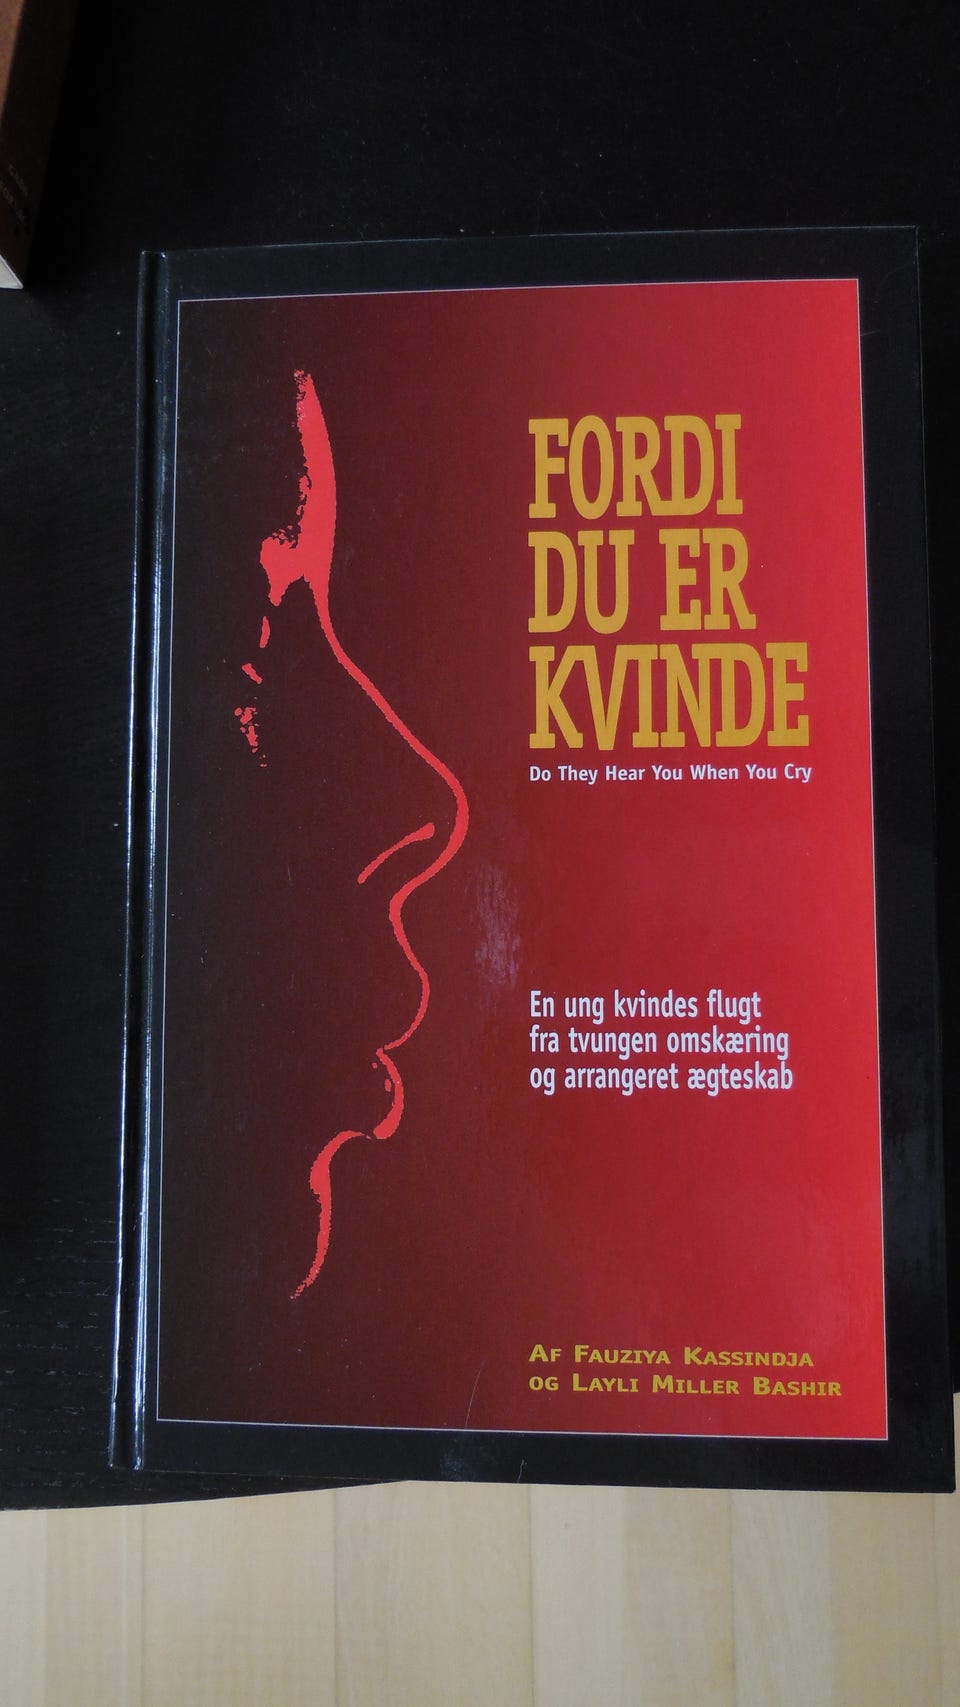 FORDI
DU ER
KVINDE
Do They Hear You When You Cry
En ung kvindes flugt
fra tvungen omskæring
og arrangeret ægteskab
AF FAUZIYA KASSINDJA
OG LAYLI MILLER BASHIR